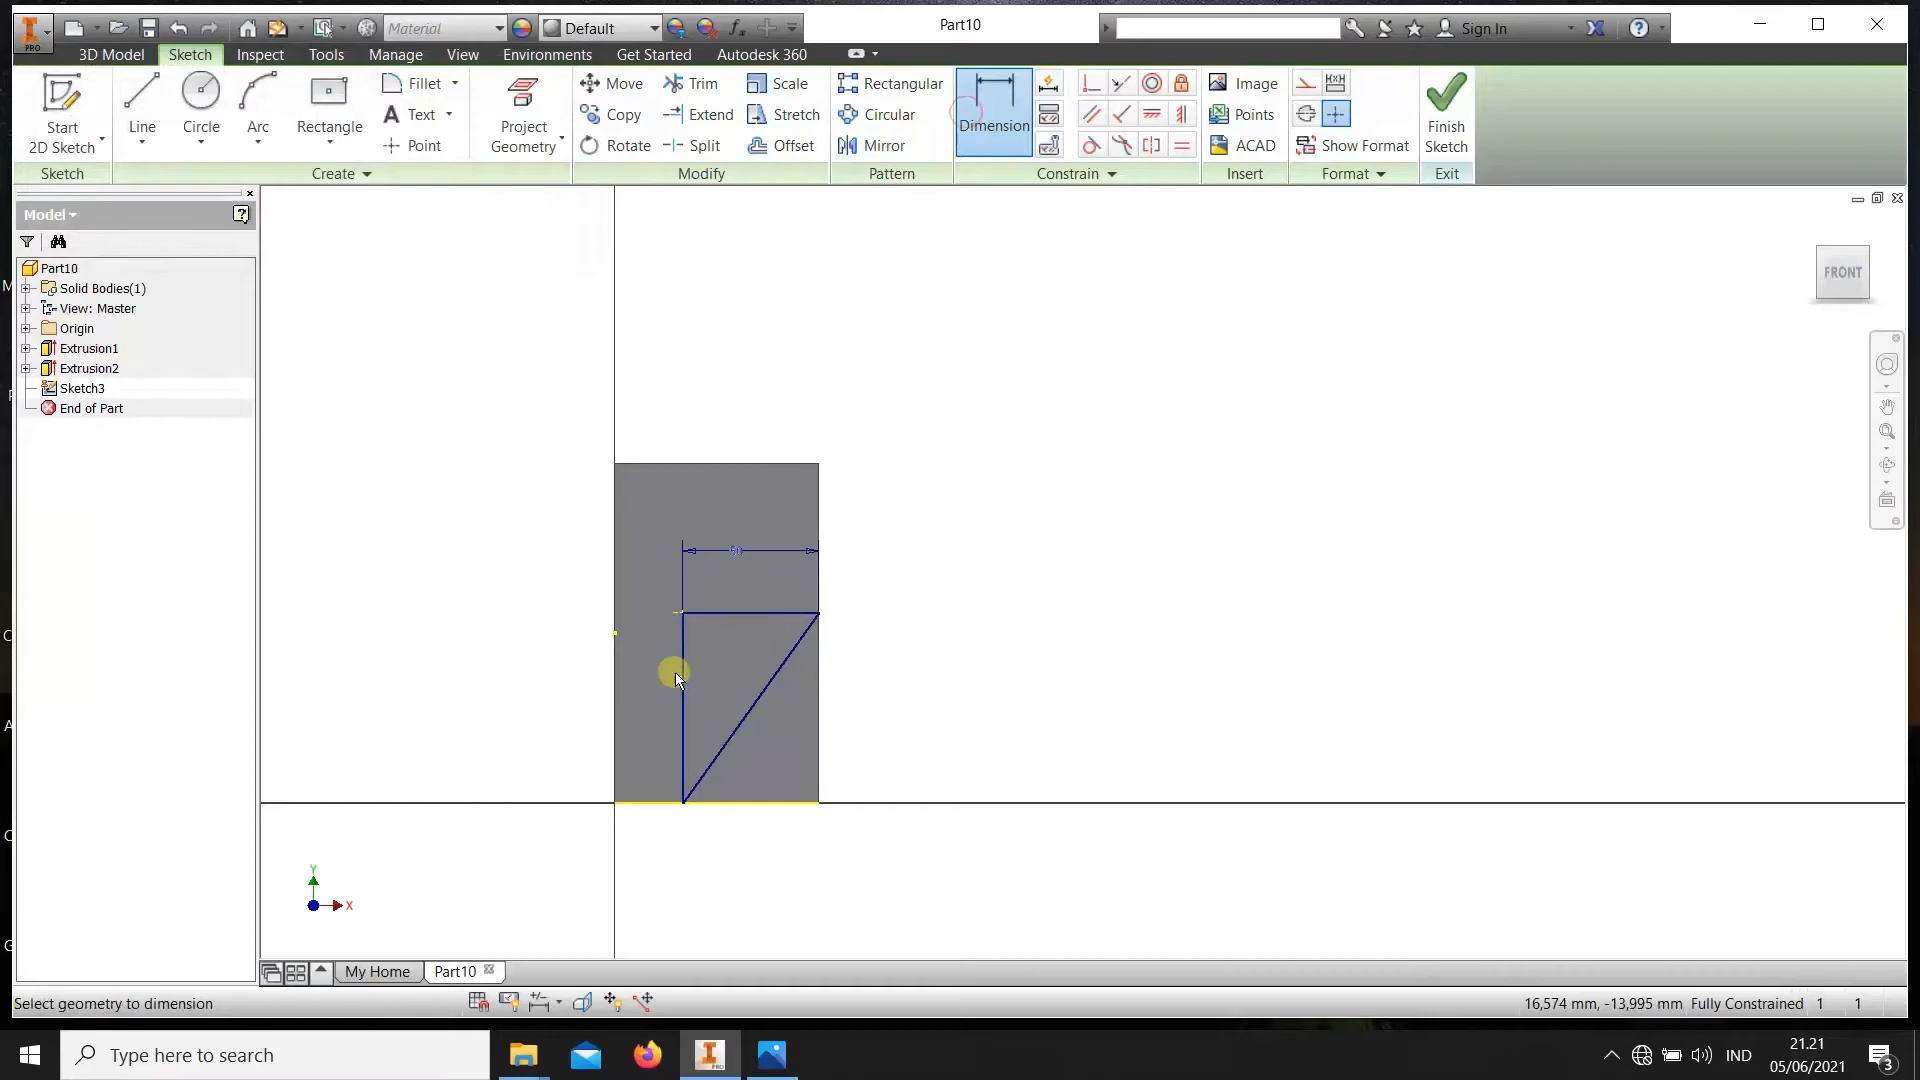 Material
Default
Part10
Sign In
PRO
3D Model
Sketch
Inspect
Tools
Manage
View
Environments
Get Started
Autodesk 360
Start
2D Sketch
Line
Circle
Arc
Rectangle
Fillet
Text
Point
Project
Geometry
Move
Copy
Rotate
Trim
Extend
Split
Scale
Stretch
Offset
Rectangular
Circular
Mirror
Dimension
Image
Points
ACAD
Show Format
Finish
Sketch
Sketch
Create
Modify
Pattern
Constrain
Insert
Format
Exit
Model
Part10
Solid Bodies(1)
View: Master
Origin
Extrusion1
Extrusion2
Sketch3
End of Part
FRONT
50
Y
X
My Home
Part10
Select geometry to dimension
16,574 mm, -13,995 mm Fully Constrained 1 1
Type here to search
PRO
IND
21.21
05/06/2021
3